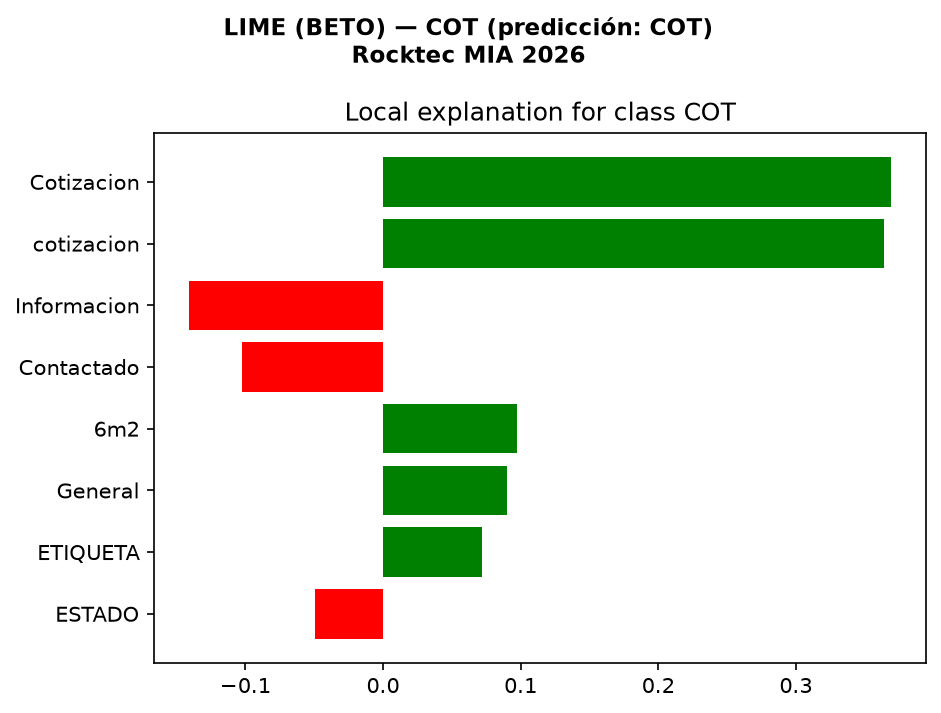 LIME (BETO) — COT (predicción: COT)
Rocktec MIA 2026
Local explanation for class COT
Cotizacion
cotizacion
Informacion
Contactado
6m2
General
ETIQUETA
ESTADO
−0.1 0.0 0.1 0.2 0.3